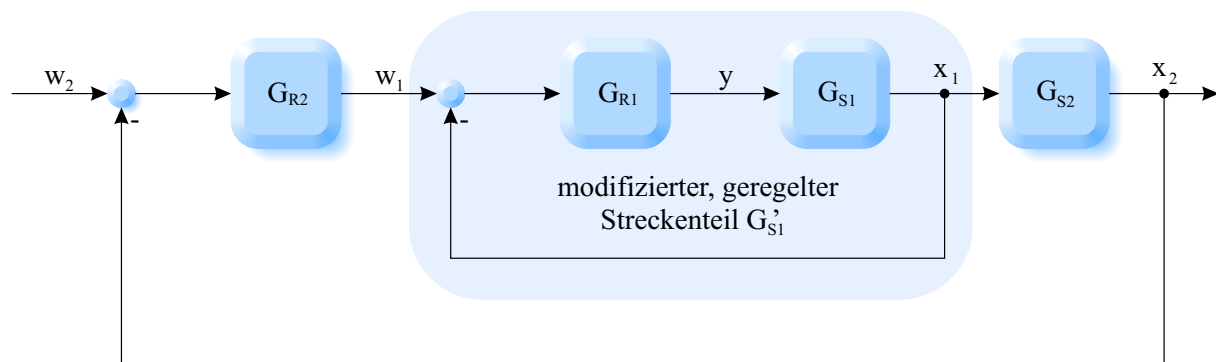 w2
GR2
w1
GR1
y
GS1
x1
GS2
x2
-
-
modifizierter, geregelter
Streckenteil GS1'